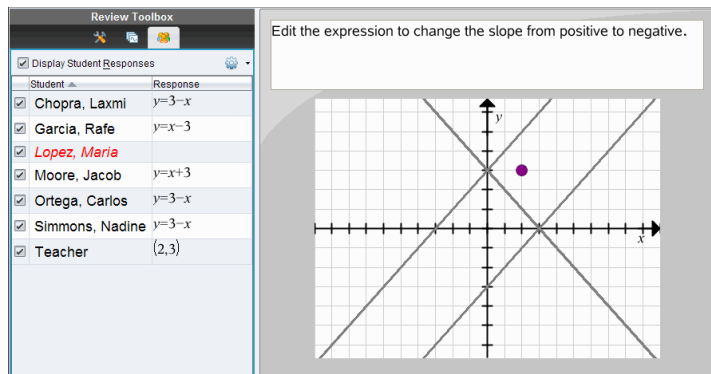 Review Toolbox
Display Student Responses
Student Response
Chopra, Laxmi y=3-x
Garcia, Rafe y=x-3
Lopez, Maria
Moore, Jacob y=x+3
Ortega, Carlos y=3-x
Simmons, Nadine y=3-x
Teacher (2,3)
Edit the expression to change the slope from positive to negative.
y
x